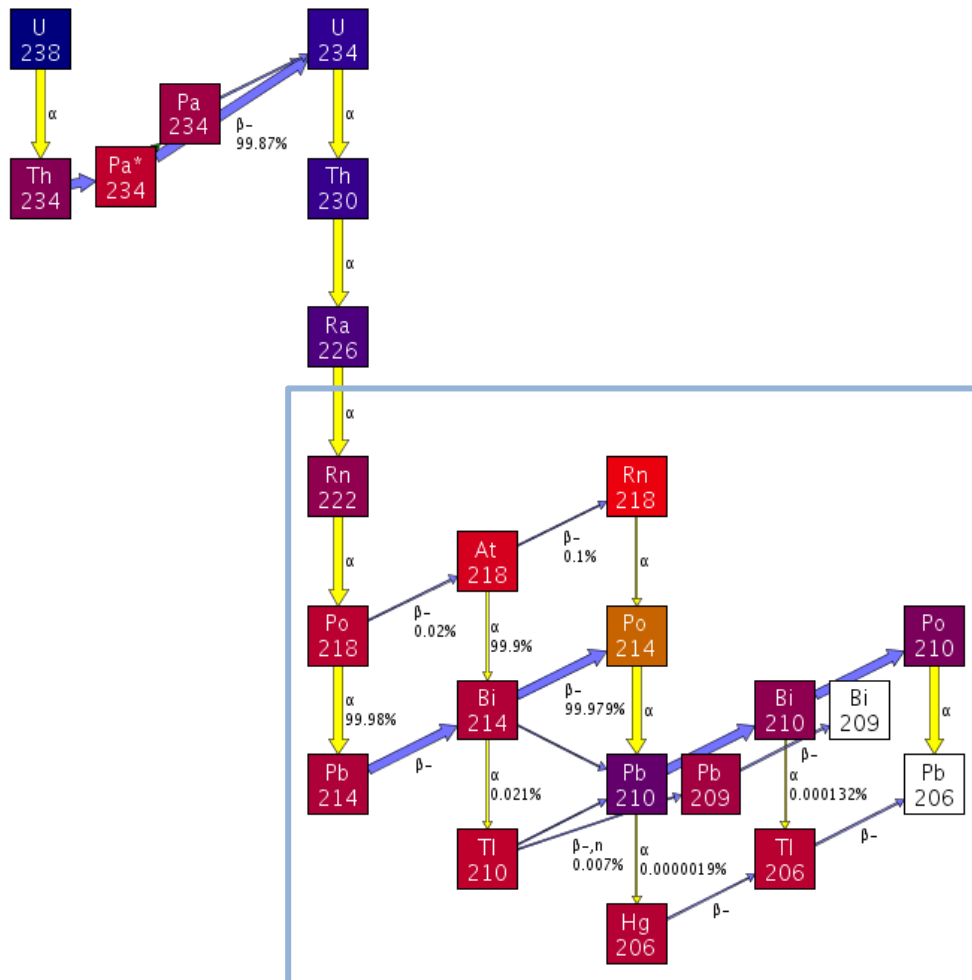 U
238
U
234
α
Pa
234
β-
99.87%
α
Th
234
Pa*
234
Th
230
α
Ra
226
α
Rn
222
Rn
218
α
At
218
β-
0.1%
α
Po
218
β-
0.02%
α
99.9%
Po
214
Po
210
α
99.98%
Bi
214
β-
99.979%
α
Bi
210
Bi
209
α
Pb
214
β-
α
0.021%
Pb
210
Pb
209
β-
α
0.000132%
Pb
206
Tl
210
β-,n
0.007%
α
0.0000019%
Tl
206
β-
Hg
206
β-